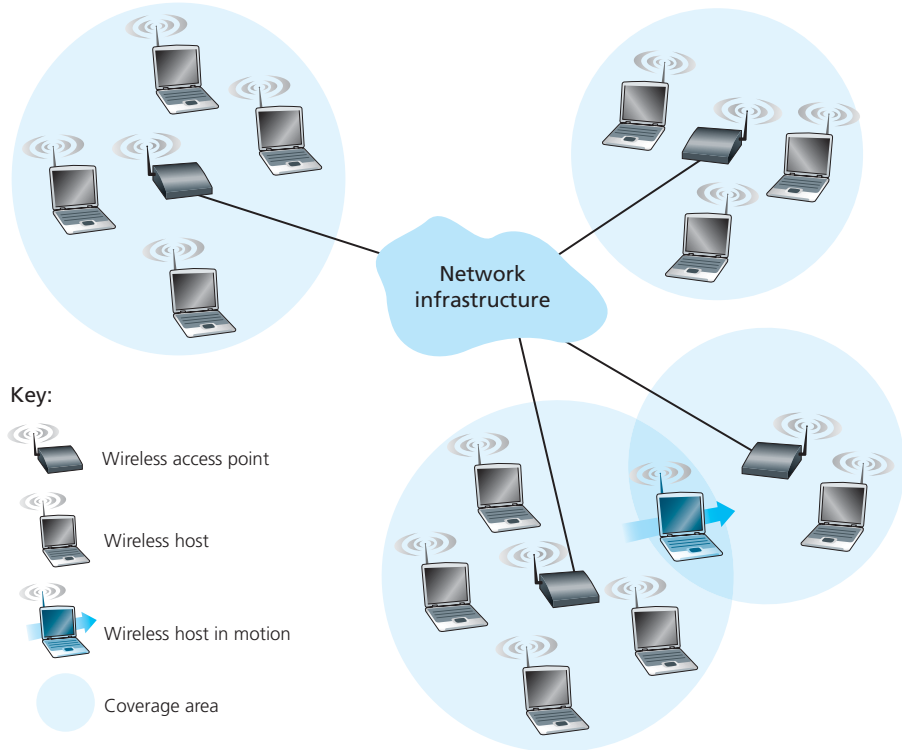 Network
infrastructure
Key:
Wireless access point
Wireless host
Wireless host in motion
Coverage area